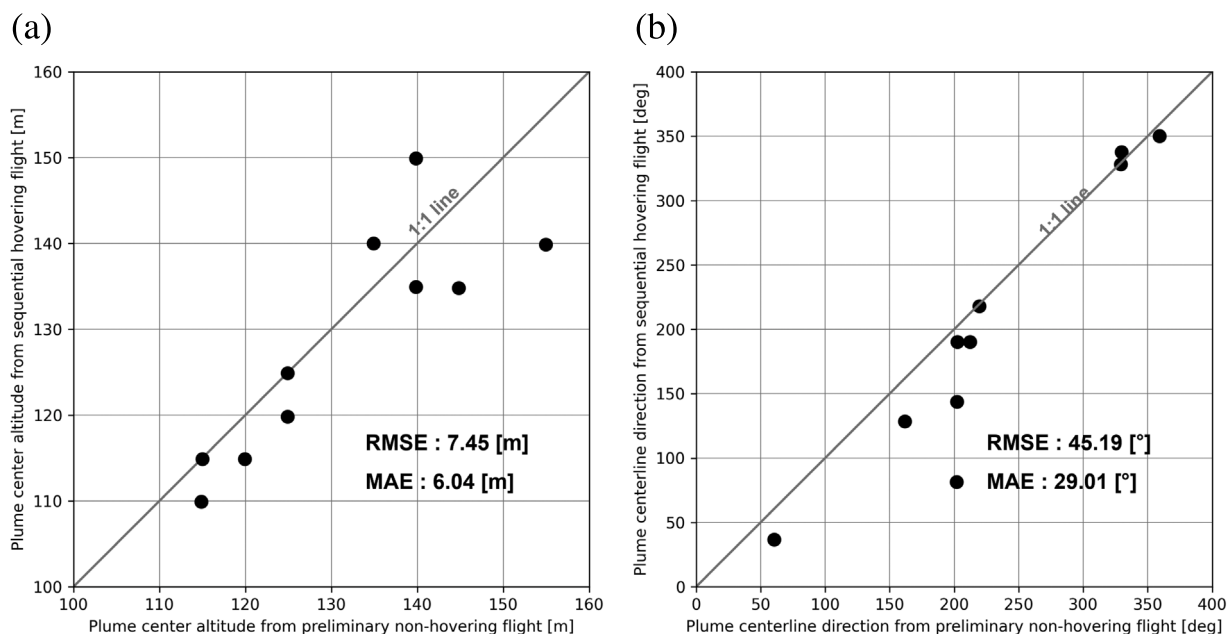 (a)
Plume center altitude from sequential hovering flight [m]
160
150
140
130
120
110
100
1:1 line
RMSE : 7.45 [m]
MAE : 6.04 [m]
100 110 120 130 140 150 160
Plume center altitude from preliminary non-hovering flight [m]
(b)
Plume centerline direction from sequential hovering flight [deg]
400
350
300
250
200
150
100
50
0
1:1 line
RMSE : 45.19 [°]
MAE : 29.01 [°]
0 50 100 150 200 250 300 350 400
Plume centerline direction from preliminary non-hovering flight [deg]